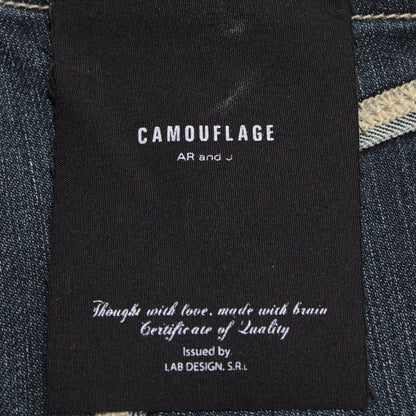 CAMOUFLAGE
AR and J
Thought with love, made with brain
Certificate of Quality
Issued by
LAB DESIGN, S.R.L